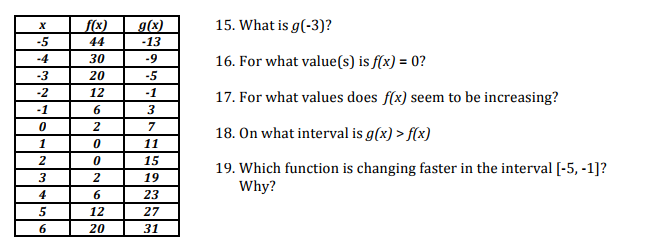 x f(x) g(x)
-5 44 -13
-4 30 -9
-3 20 -5
-2 12 -1
-1 6 3
0 2 7
1 0 11
2 0 15
3 2 19
4 6 23
5 12 27
6 20 31
15. What is g(-3)?
16. For what value(s) is f(x) = 0?
17. For what values does f(x) seem to be increasing?
18. On what interval is g(x) > f(x)
19. Which function is changing faster in the interval [-5, -1]?
Why?